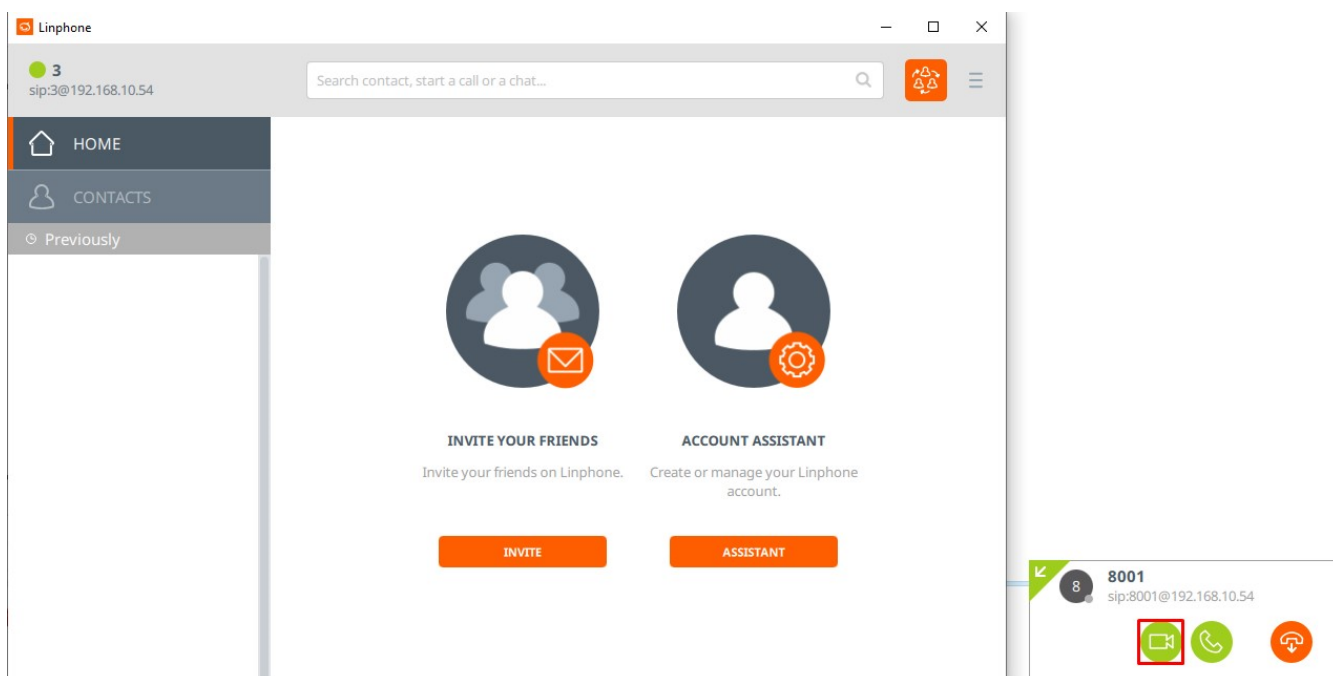 Linphone
3
sip:3@192.168.10.54
Search contact, start a call or a chat...
HOME
CONTACTS
Previously
INVITE YOUR FRIENDS
Invite your friends on Linphone.
INVITE
ACCOUNT ASSISTANT
Create or manage your Linphone
account.
ASSISTANT
8
8001
sip:8001@192.168.10.54